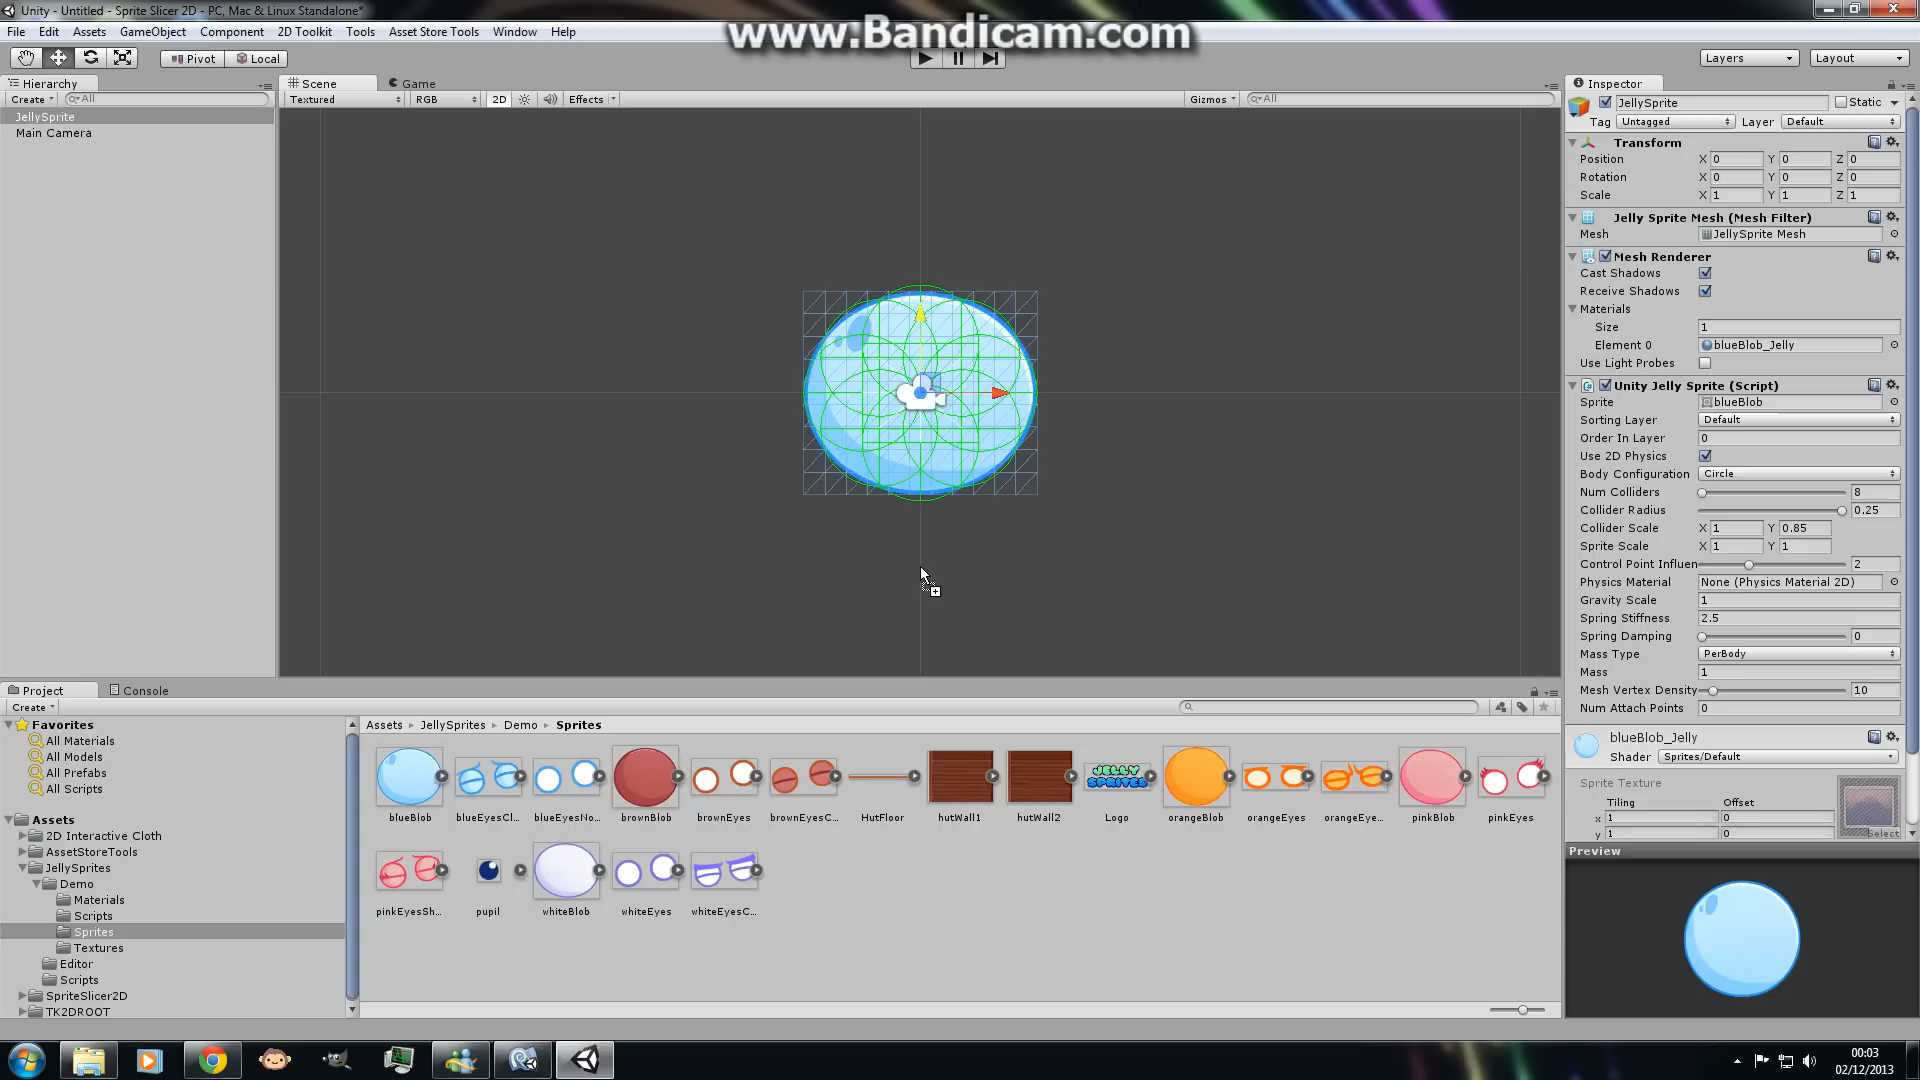 Unity - Untitled - Sprite Slicer 2D - PC, Mac & Linux Standalone*
www.Bandicam.com
File Edit Assets GameObject Component 2D Toolkit Tools Asset Store Tools Window Help
Pivot Local
Layers Layout
Hierarchy
Create All
JellySprite
Main Camera
Scene Game
Textured RGB 2D Effects Gizmos All
Inspector
JellySprite Static
Tag Untagged Layer Default
Transform
Position X 0 Y 0 Z 0
Rotation X 0 Y 0 Z 0
Scale X 1 Y 1 Z 1
Jelly Sprite Mesh (Mesh Filter)
Mesh JellySprite Mesh
Mesh Renderer
Cast Shadows
Receive Shadows
Materials
Size 1
Element 0 blueBlob_Jelly
Use Light Probes
Unity Jelly Sprite (Script)
Sprite blueBlob
Sorting Layer Default
Order In Layer 0
Use 2D Physics
Body Configuration Circle
Num Colliders 8
Collider Radius 0.25
Collider Scale X 1 Y 0.85
Sprite Scale X 1 Y 1
Control Point Influen 2
Physics Material None (Physics Material 2D)
Gravity Scale 1
Spring Stiffness 2.5
Spring Damping 0
Mass Type PerBody
Mass 1
Mesh Vertex Density 10
Num Attach Points 0
blueBlob_Jelly
Shader Sprites/Default
Sprite Texture
Tiling Offset
x 1 0
y 1 0
Select
Preview
Project Console
Create
Favorites
All Materials
All Models
All Prefabs
All Scripts
Assets
2D Interactive Cloth
AssetStoreTools
JellySprites
Demo
Materials
Scripts
Sprites
Textures
Editor
Scripts
SpriteSlicer2D
TK2DROOT
Assets JellySprites Demo Sprites
JELLY
SPRITES
blueBlob blueEyesCl... blueEyesNo... brownBlob brownEyes brownEyesC... HutFloor hutWall1 hutWall2 Logo orangeBlob orangeEyes orangeEye... pinkBlob pinkEyes
pinkEyesSh... pupil whiteBlob whiteEyes whiteEyesC...
00:03
02/12/2013